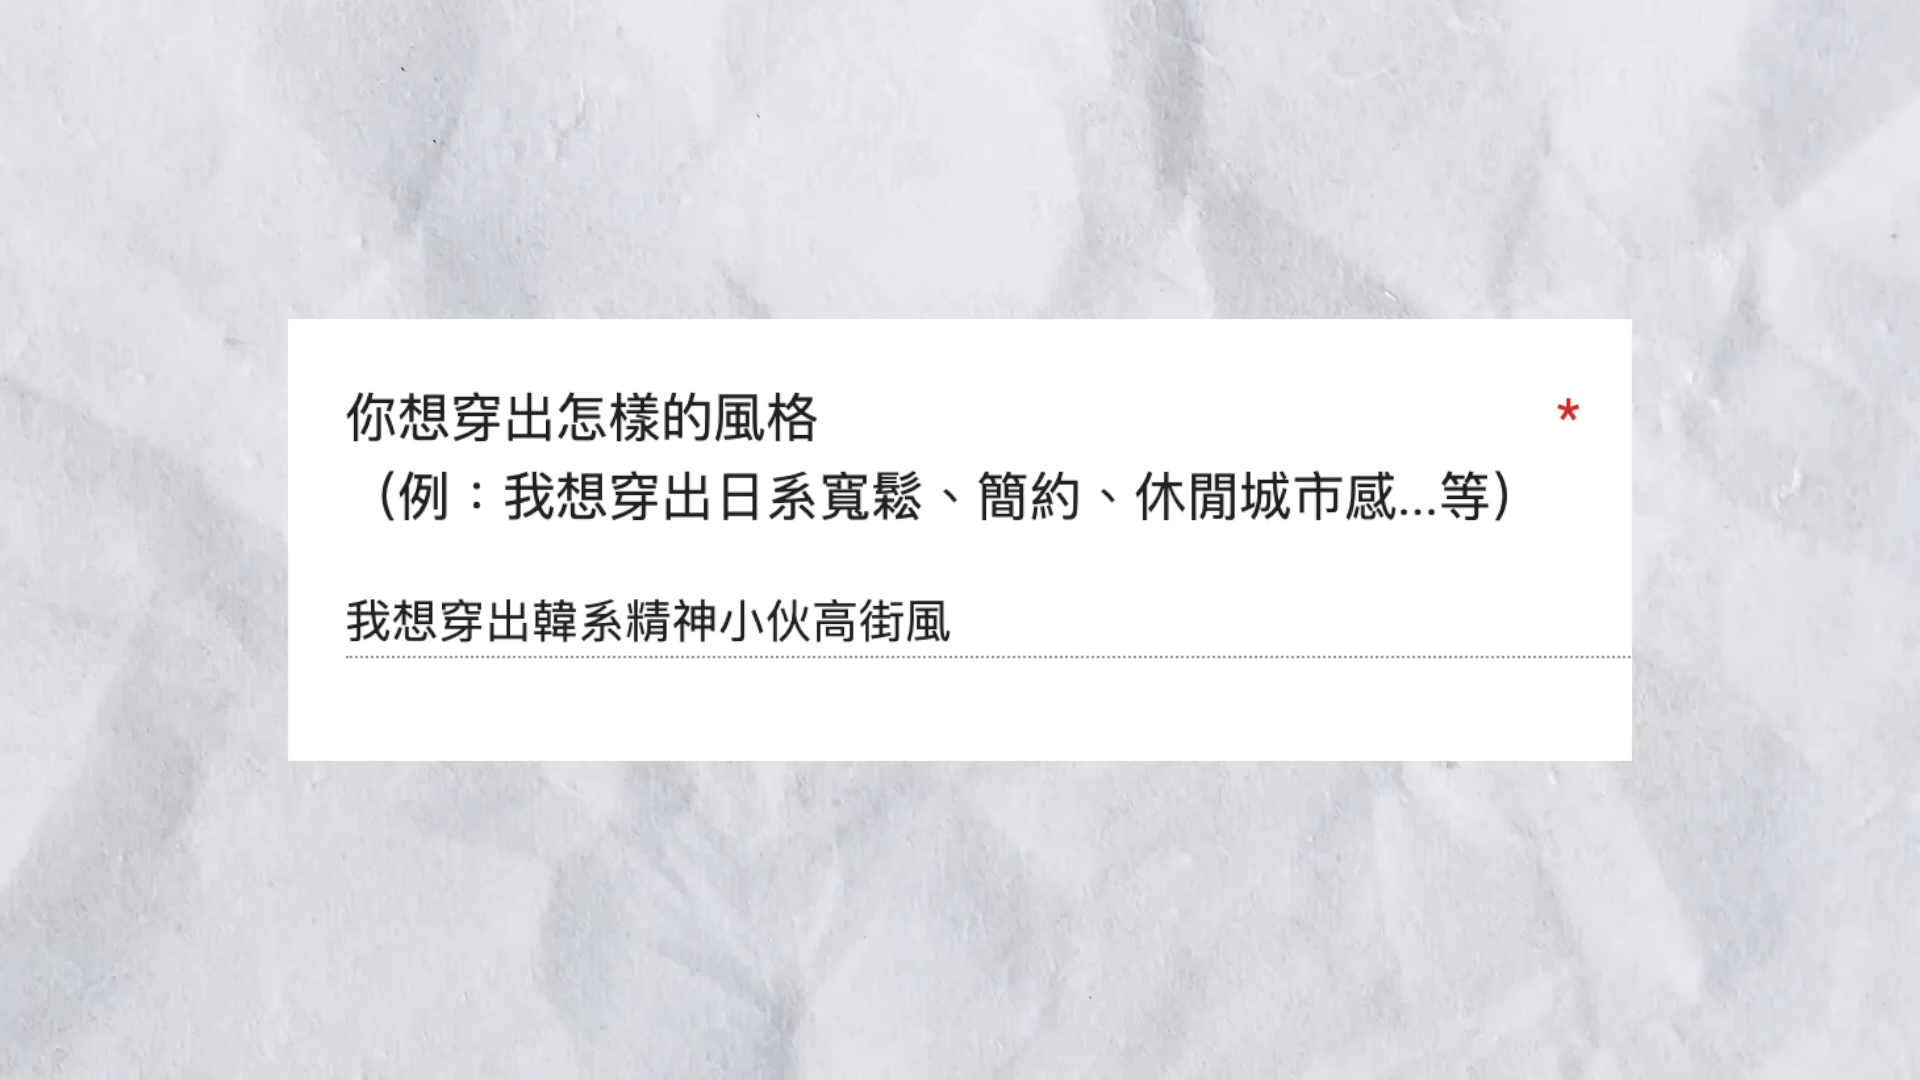 你想穿出怎樣的風格 *
（例：我想穿出日系寬鬆、簡約、休閒城市感...等）
我想穿出韓系精神小伙高街風